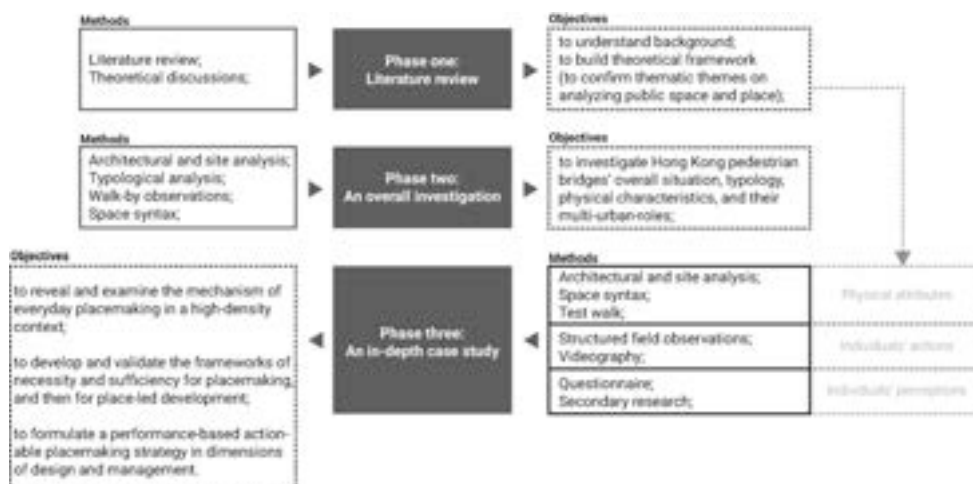 Methods
Literature review;
Theoretical discussions;
Phase one:
Literature review
Objectives
to understand background;
to build theoretical framework
(to confirm thematic themes on
analyzing public space and place);
Methods
Architectural and site analysis;
Typological analysis;
Walk-by observations;
Space syntax;
Phase two:
An overall investigation
Objectives
to investigate Hong Kong pedestrian
bridges' overall situation, typology,
physical characteristics, and their
multi-urban-roles;
Objectives
to reveal and examine the mechanism of
everyday placemaking in a high-density
context;
to develop and validate the frameworks of
necessity and sufficiency for placemaking,
and then for place-led development;
to formulate a performance-based action-
able placemaking strategy in dimensions
of design and management.
Phase three:
An in-depth case study
Methods
Architectural and site analysis;
Space syntax;
Test walk;
Physical attributes
Structured field observations;
Videography;
Individuals' actions
Questionnaire;
Secondary research;
Individuals' perceptions